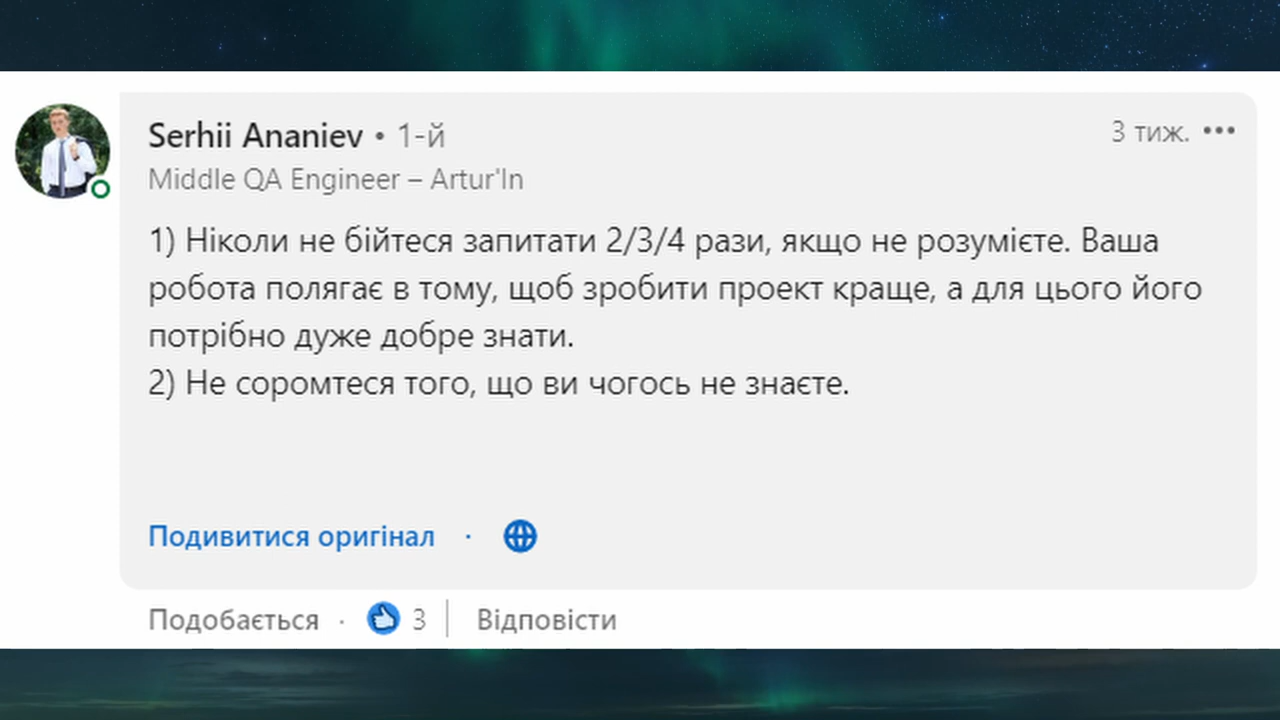 Serhii Ananiev • 1-й
3 тиж. •••
Middle QA Engineer – Artur'In
1) Ніколи не бійтеся запитати 2/3/4 рази, якщо не розумієте. Ваша
робота полягає в тому, щоб зробити проект краще, а для цього його
потрібно дуже добре знати.
2) Не соромтеся того, що ви чогось не знаєте.
Подивитися оригінал ·
Подобається · 3 | Відповісти